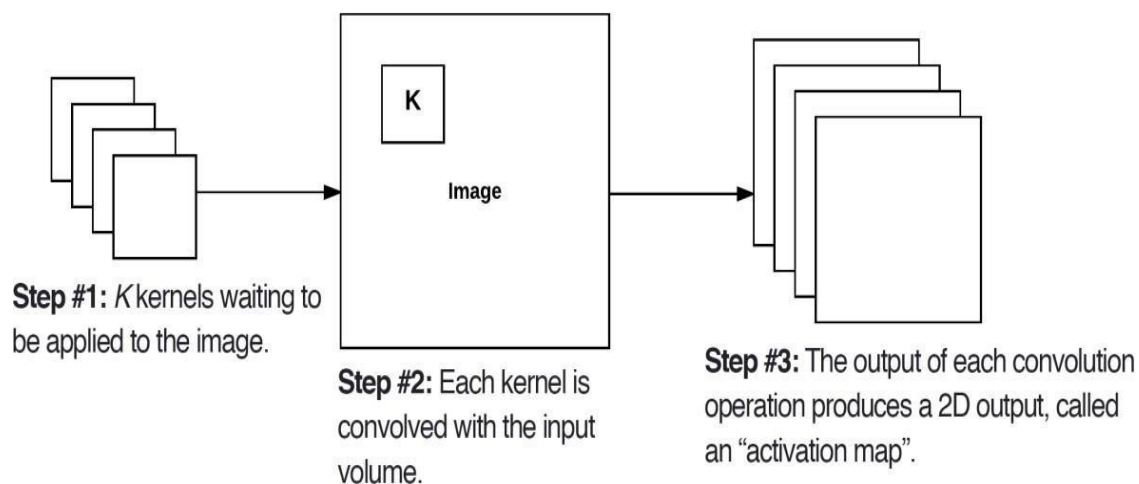 K
Image
Step #1: K kernels waiting to
be applied to the image.
Step #2: Each kernel is
convolved with the input
volume.
Step #3: The output of each convolution
operation produces a 2D output, called
an “activation map”.